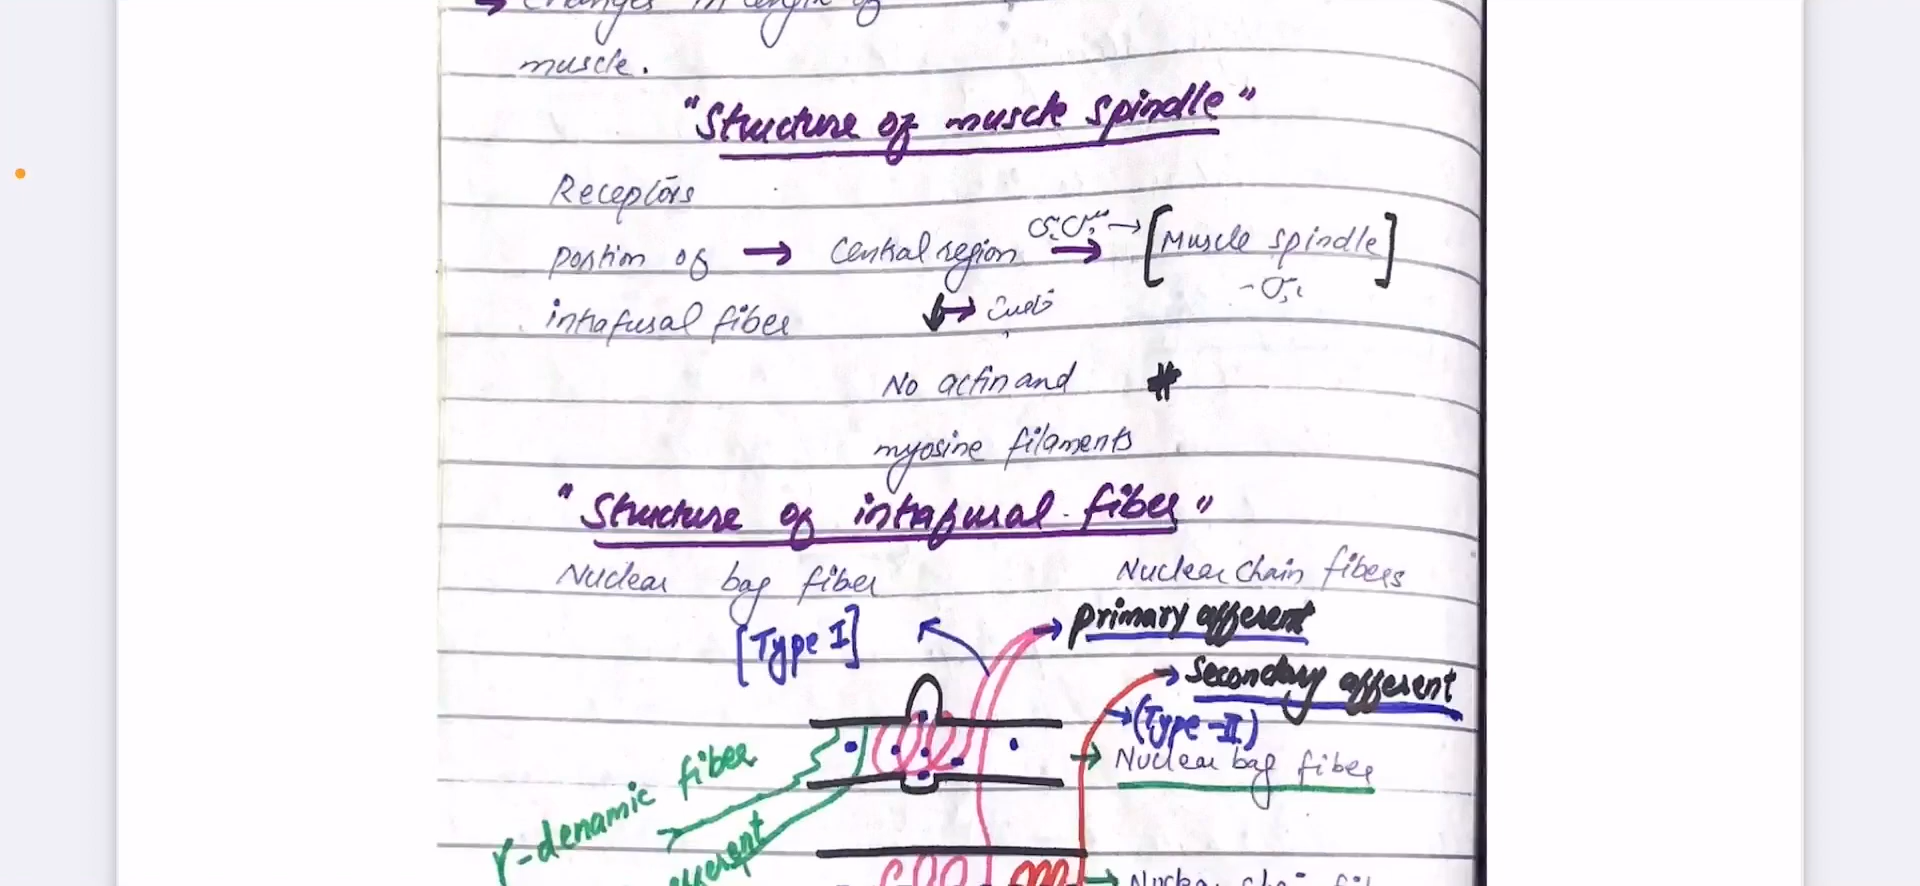 muscle.
"Structure of muscle spindle"
Receptors
portion of → Central region → [Muscle spindle]
intrafusal fiber
No actin and #
myosine filaments
"Structure of intrafusal fiber"
Nuclear bag fiber Nuclear chain fibers
[Type I] → primary afferent
→ Secondary afferent
→ (Type-II)
→ Nuclear bag fiber
γ-denamic fiber
efferent